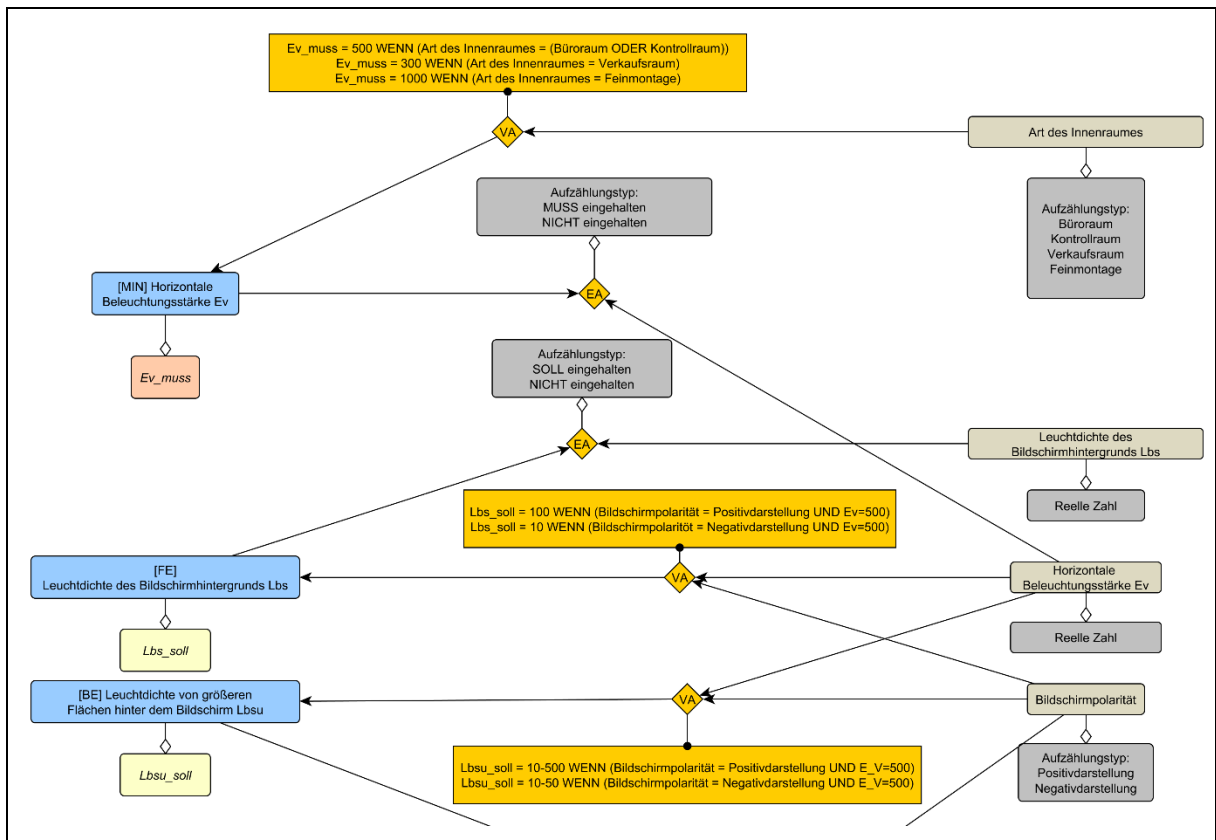 Ev_muss = 500 WENN (Art des Innenraumes = (Büroraum ODER Kontrollraum))
Ev_muss = 300 WENN (Art des Innenraumes = Verkaufsraum)
Ev_muss = 1000 WENN (Art des Innenraumes = Feinmontage)
VA
Art des Innenraumes
Aufzählungstyp:
MUSS eingehalten
NICHT eingehalten
Aufzählungstyp:
Büroraum
Kontrollraum
Verkaufsraum
Feinmontage
[MIN] Horizontale
Beleuchtungsstärke Ev
EA
Ev_muss
Aufzählungstyp:
SOLL eingehalten
NICHT eingehalten
EA
Leuchtdichte des
Bildschirmhintergrunds Lbs
Reelle Zahl
Lbs_soll = 100 WENN (Bildschirmpolarität = Positivdarstellung UND Ev=500)
Lbs_soll = 10 WENN (Bildschirmpolaritöt = Negativdarstellung UND Ev=500)
[FE]
Leuchtdichte des Bildschirmhintergrunds Lbs
VA
Horizontale
Beleuchtungsstärke Ev
Lbs_soll
Reelle Zahl
[BE] Leuchtdichte von größeren
Flächen hinter dem Bildschirm Lbsu
VA
Bildschirmpolarität
Lbsu_soll
Lbsu_soll = 10-500 WENN (Bildschirmpolarität = Positivdarstellung UND E_V=500)
Lbsu_soll = 10-50 WENN (Bildschirmpolarität = Negativdarstellung UND E_V=500)
Aufzählungstyp:
Positivdarstellung
Negativdarstellung